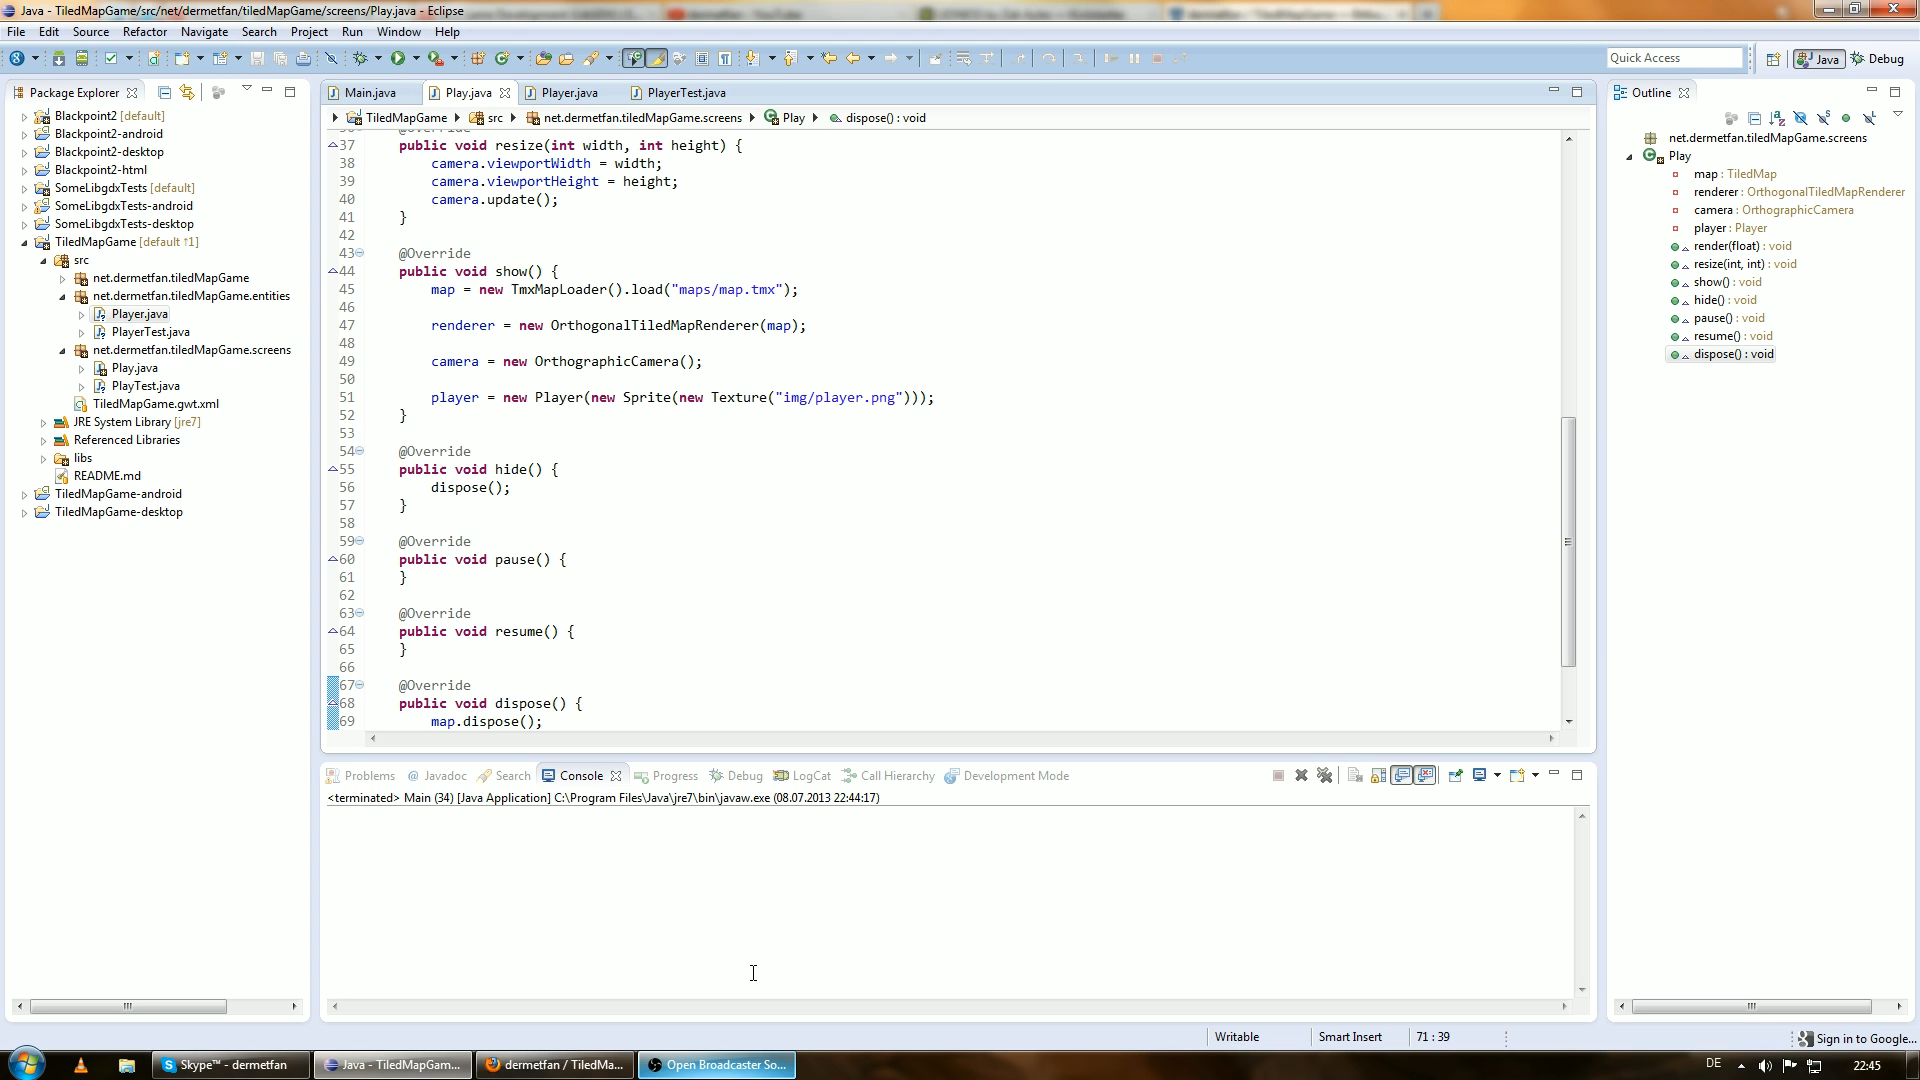 Java - TiledMapGame/src/net/dermetfan/tiledMapGame/screens/Play.java - Eclipse
File Edit Source Refactor Navigate Search Project Run Window Help
Quick Access
Java
Debug
Package Explorer
Blackpoint2 [default]
Blackpoint2-android
Blackpoint2-desktop
Blackpoint2-html
SomeLibgdxTests [default]
SomeLibgdxTests-android
SomeLibgdxTests-desktop
TiledMapGame [default ↑1]
src
net.dermetfan.tiledMapGame
net.dermetfan.tiledMapGame.entities
Player.java
PlayerTest.java
net.dermetfan.tiledMapGame.screens
Play.java
PlayTest.java
TiledMapGame.gwt.xml
JRE System Library [jre7]
Referenced Libraries
libs
README.md
TiledMapGame-android
TiledMapGame-desktop
Main.java Play.java Player.java PlayerTest.java
TiledMapGame src net.dermetfan.tiledMapGame.screens Play dispose() : void
37 public void resize(int width, int height) {
38 camera.viewportWidth = width;
39 camera.viewportHeight = height;
40 camera.update();
41 }
42
43 @Override
44 public void show() {
45 map = new TmxMapLoader().load("maps/map.tmx");
46
47 renderer = new OrthogonalTiledMapRenderer(map);
48
49 camera = new OrthographicCamera();
50
51 player = new Player(new Sprite(new Texture("img/player.png")));
52 }
53
54 @Override
55 public void hide() {
56 dispose();
57 }
58
59 @Override
60 public void pause() {
61 }
62
63 @Override
64 public void resume() {
65 }
66
67 @Override
68 public void dispose() {
69 map.dispose();
Problems @ Javadoc Search Console Progress Debug LogCat Call Hierarchy Development Mode
<terminated> Main (34) [Java Application] C:\Program Files\Java\jre7\bin\javaw.exe (08.07.2013 22:44:17)
Outline
net.dermetfan.tiledMapGame.screens
Play
map : TiledMap
renderer : OrthogonalTiledMapRenderer
camera : OrthographicCamera
player : Player
render(float) : void
resize(int, int) : void
show() : void
hide() : void
pause() : void
resume() : void
dispose() : void
Writable Smart Insert 71 : 39
Sign in to Google...
Skype™ - dermetfan
Java - TiledMapGam...
dermetfan / TiledMa...
Open Broadcaster So...
DE
22:45